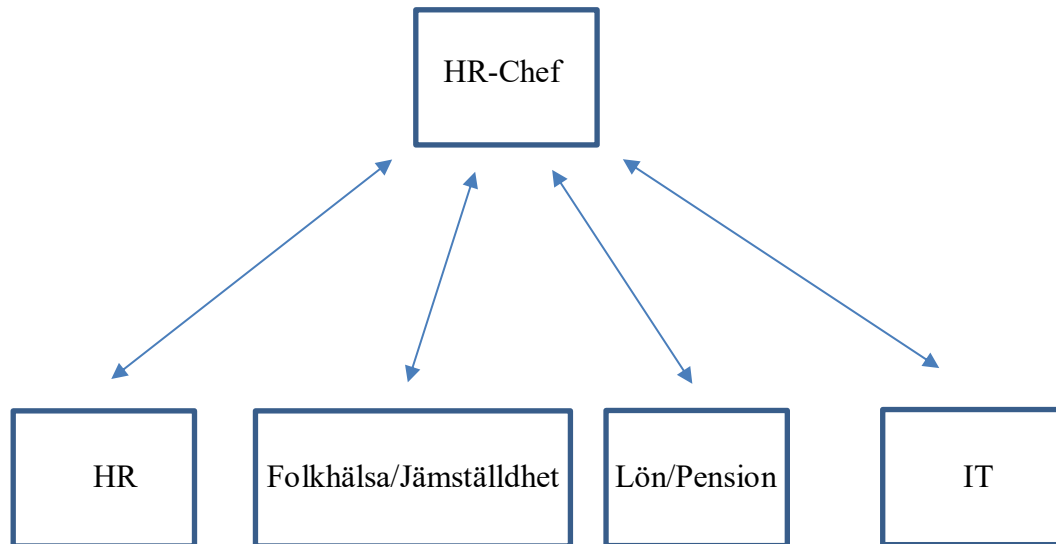 HR-Chef
HR
Folkhälsa/Jämställdhet
Lön/Pension
IT